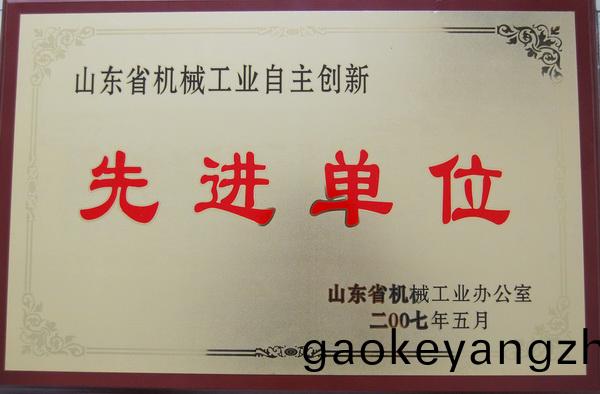 山东省机械工业自主创新
先进单位
山东省机械工业办公室
二00七年五月
gaokeyangzh